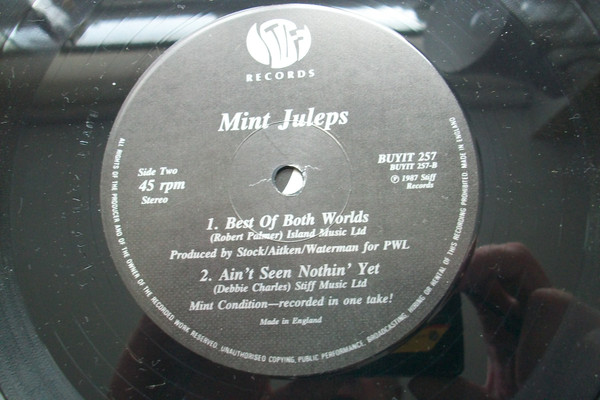 STIFF
RECORDS
Mint Juleps
Side Two
45 rpm
Stereo
BUYIT 257
BUYIT 257-B
℗ 1987 Stiff
Records
1. Best Of Both Worlds
(Robert Palmer) Island Music Ltd
Produced by Stock/Aitken/Waterman for PWL
2. Ain't Seen Nothin' Yet
(Debbie Charles) Stiff Music Ltd
Mint Condition—recorded in one take!
Made in England
ALL RIGHTS OF THE PRODUCER AND OF THE OWNER OF THE RECORDED WORK RESERVED. UNAUTHORISED COPYING, PUBLIC PERFORMANCE, BROADCASTING, HIRING OR RENTAL OF THIS RECORDING PROHIBITED. MADE IN ENGLAND